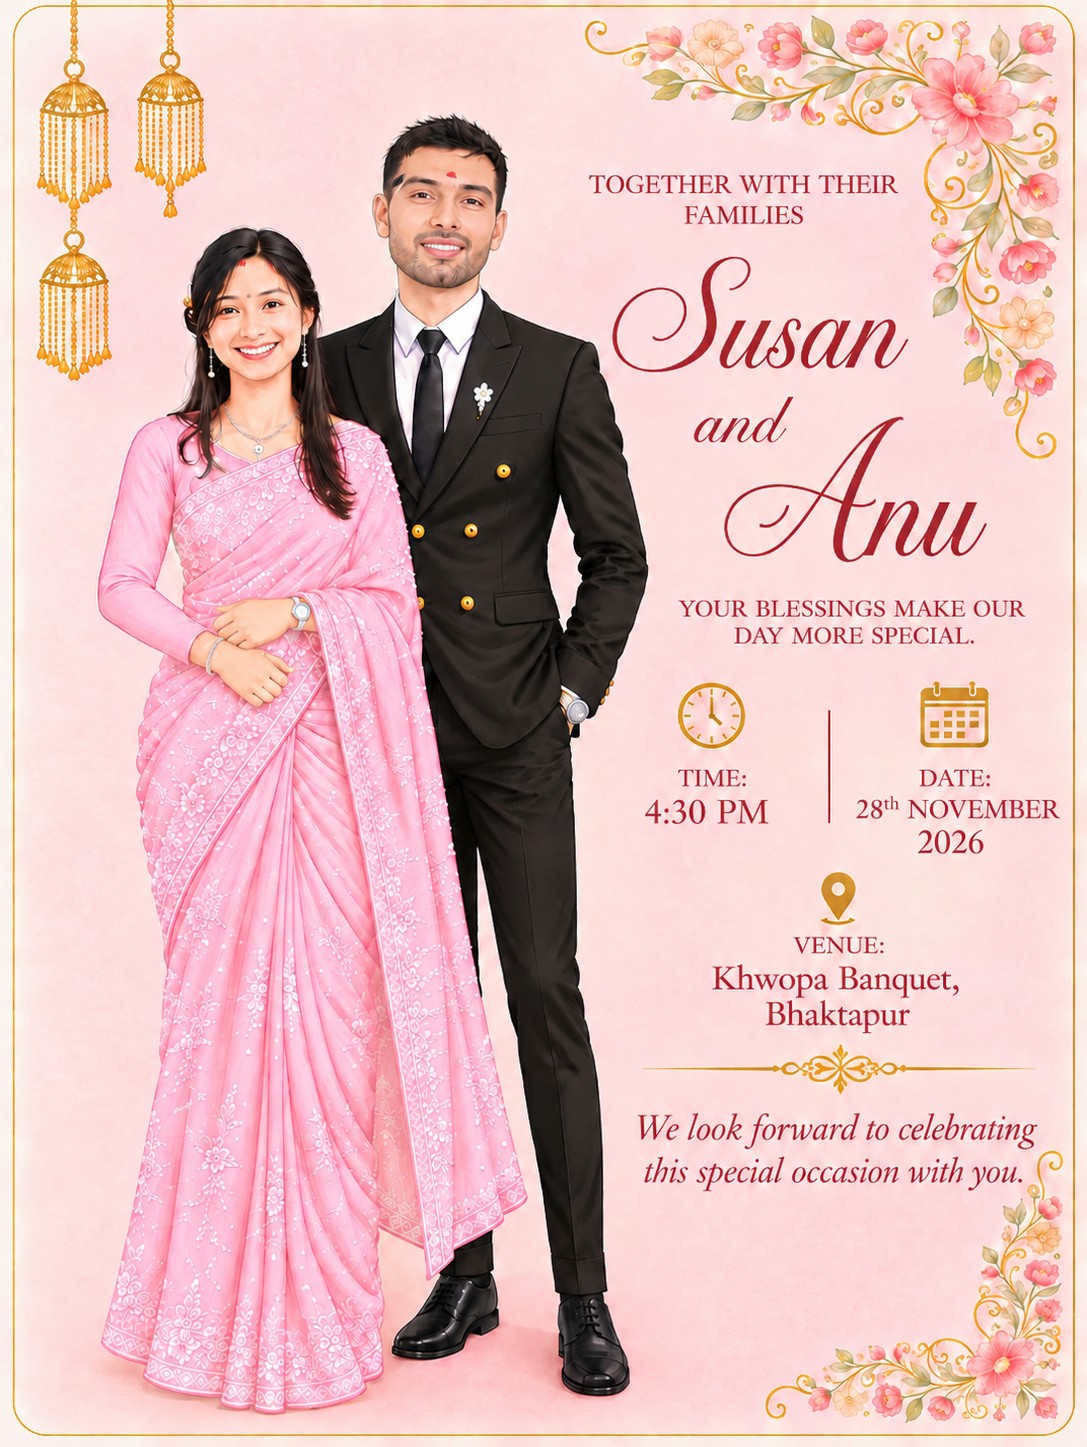 TOGETHER WITH THEIR
FAMILIES
Susan
and
Anu
YOUR BLESSINGS MAKE OUR
DAY MORE SPECIAL.
TIME:
4:30 PM
DATE:
28th NOVEMBER
2026
VENUE:
Khwopa Banquet,
Bhaktapur
We look forward to celebrating
this special occasion with you.